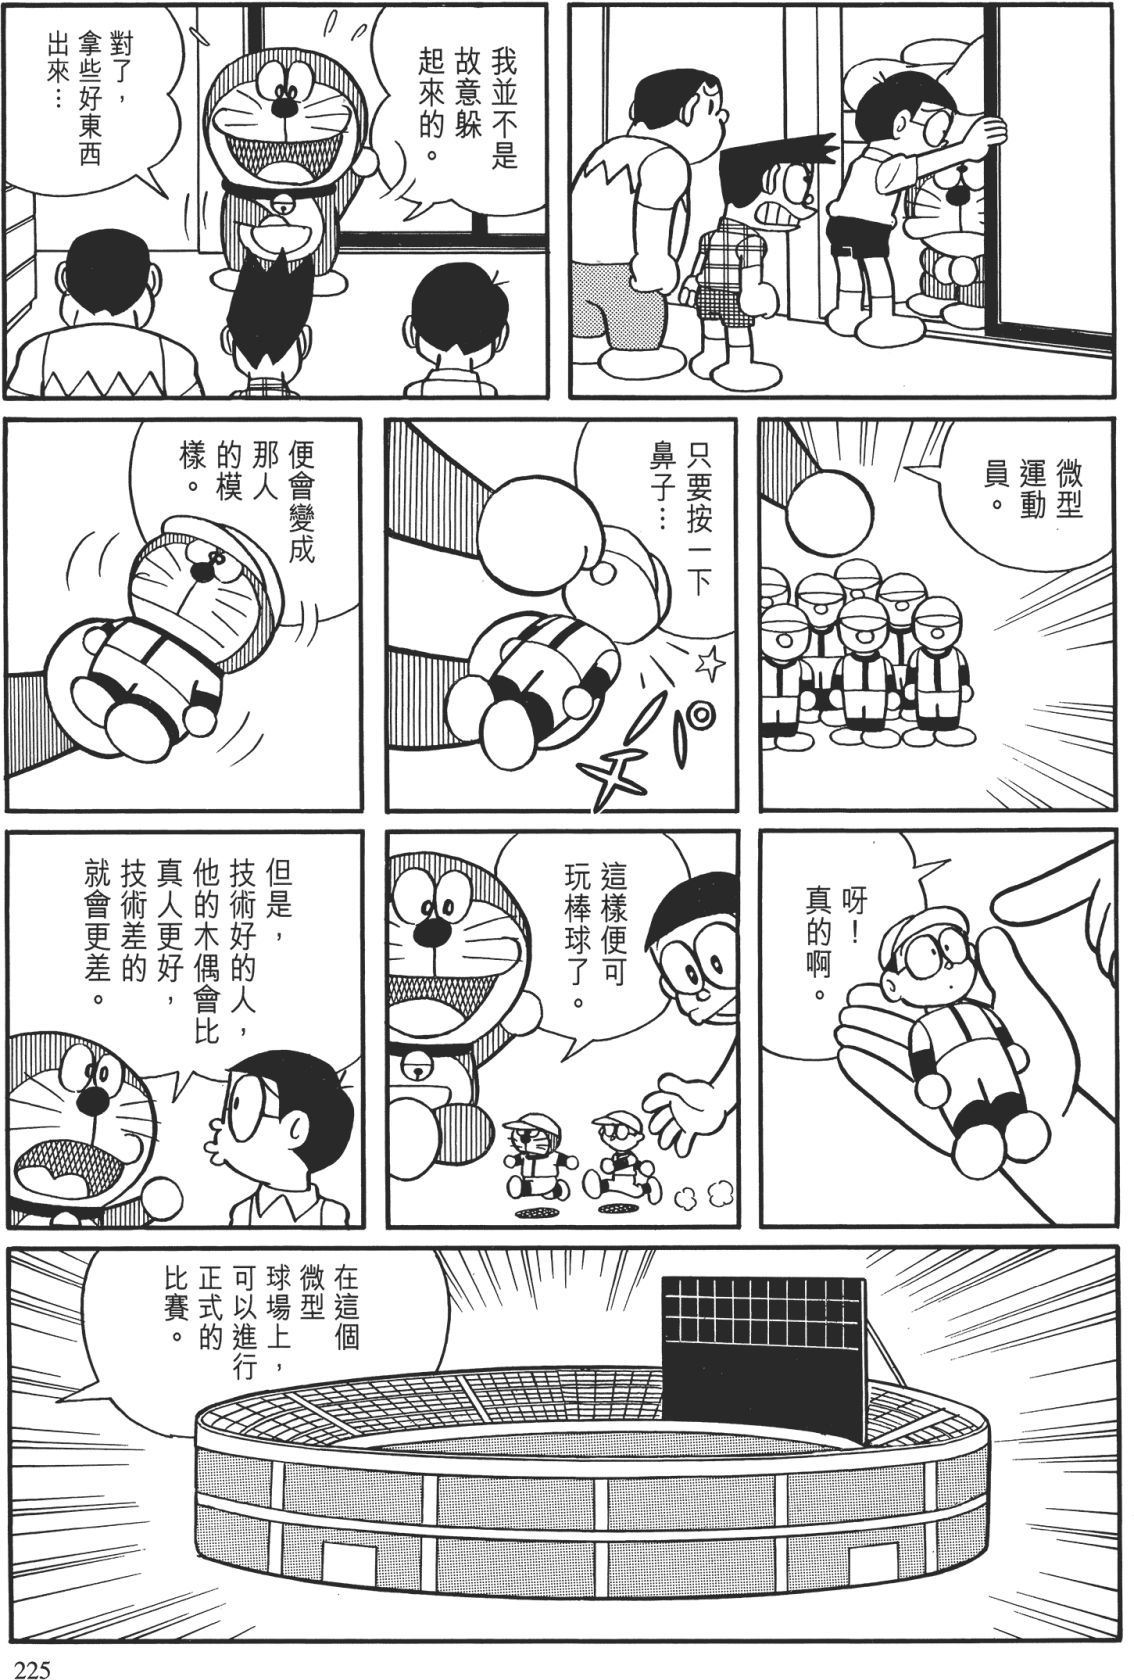 我並不是
故意躲
起來的。
對了，
拿些好東西
出來…
微型
運動
員。
只要按一下
鼻子…
便會變成
那人
的模
樣。
呀！
真的啊。
這樣便可
玩棒球了。
但是，
技術好的人，
他的木偶會比
真人更好，
技術差的
就會更差。
在這個
微型
球場上，
可以進行
正式的
比賽。
225